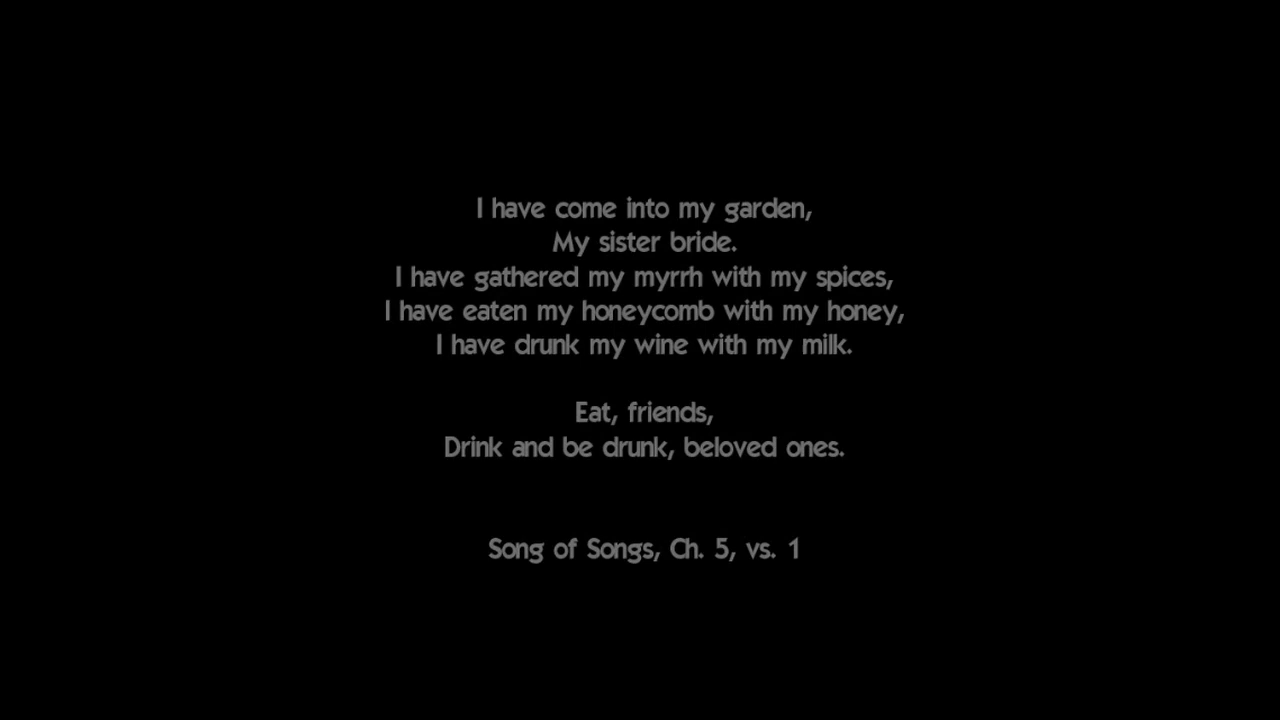 I have come into my garden,
My sister bride.
I have gathered my myrrh with my spices,
I have eaten my honeycomb with my honey,
I have drunk my wine with my milk.
Eat, friends,
Drink and be drunk, beloved ones.
Song of Songs, Ch. 5, vs. 1